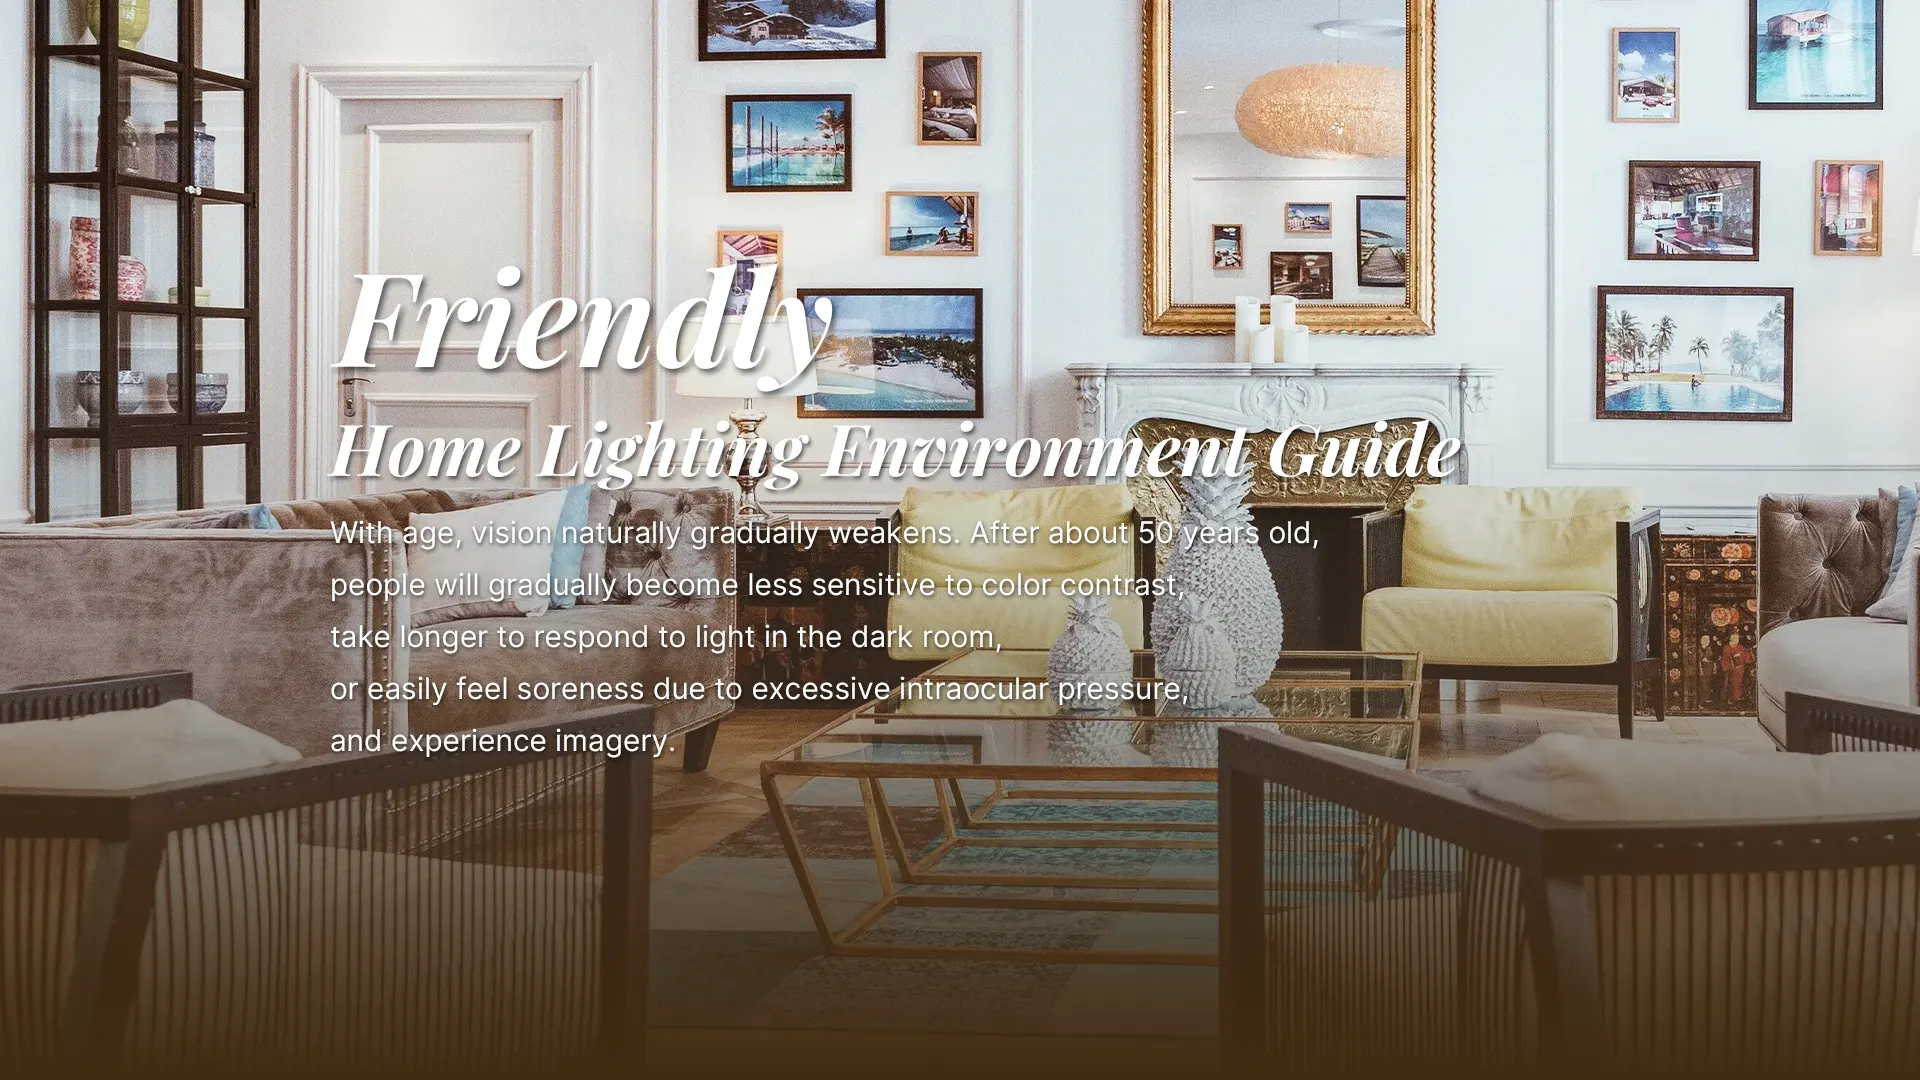 Friendly
Home Lighting Environment Guide
With age, vision naturally gradually weakens. After about 50 years old,
people will gradually become less sensitive to color contrast,
take longer to respond to light in the dark room,
or easily feel soreness due to excessive intraocular pressure,
and experience imagery.